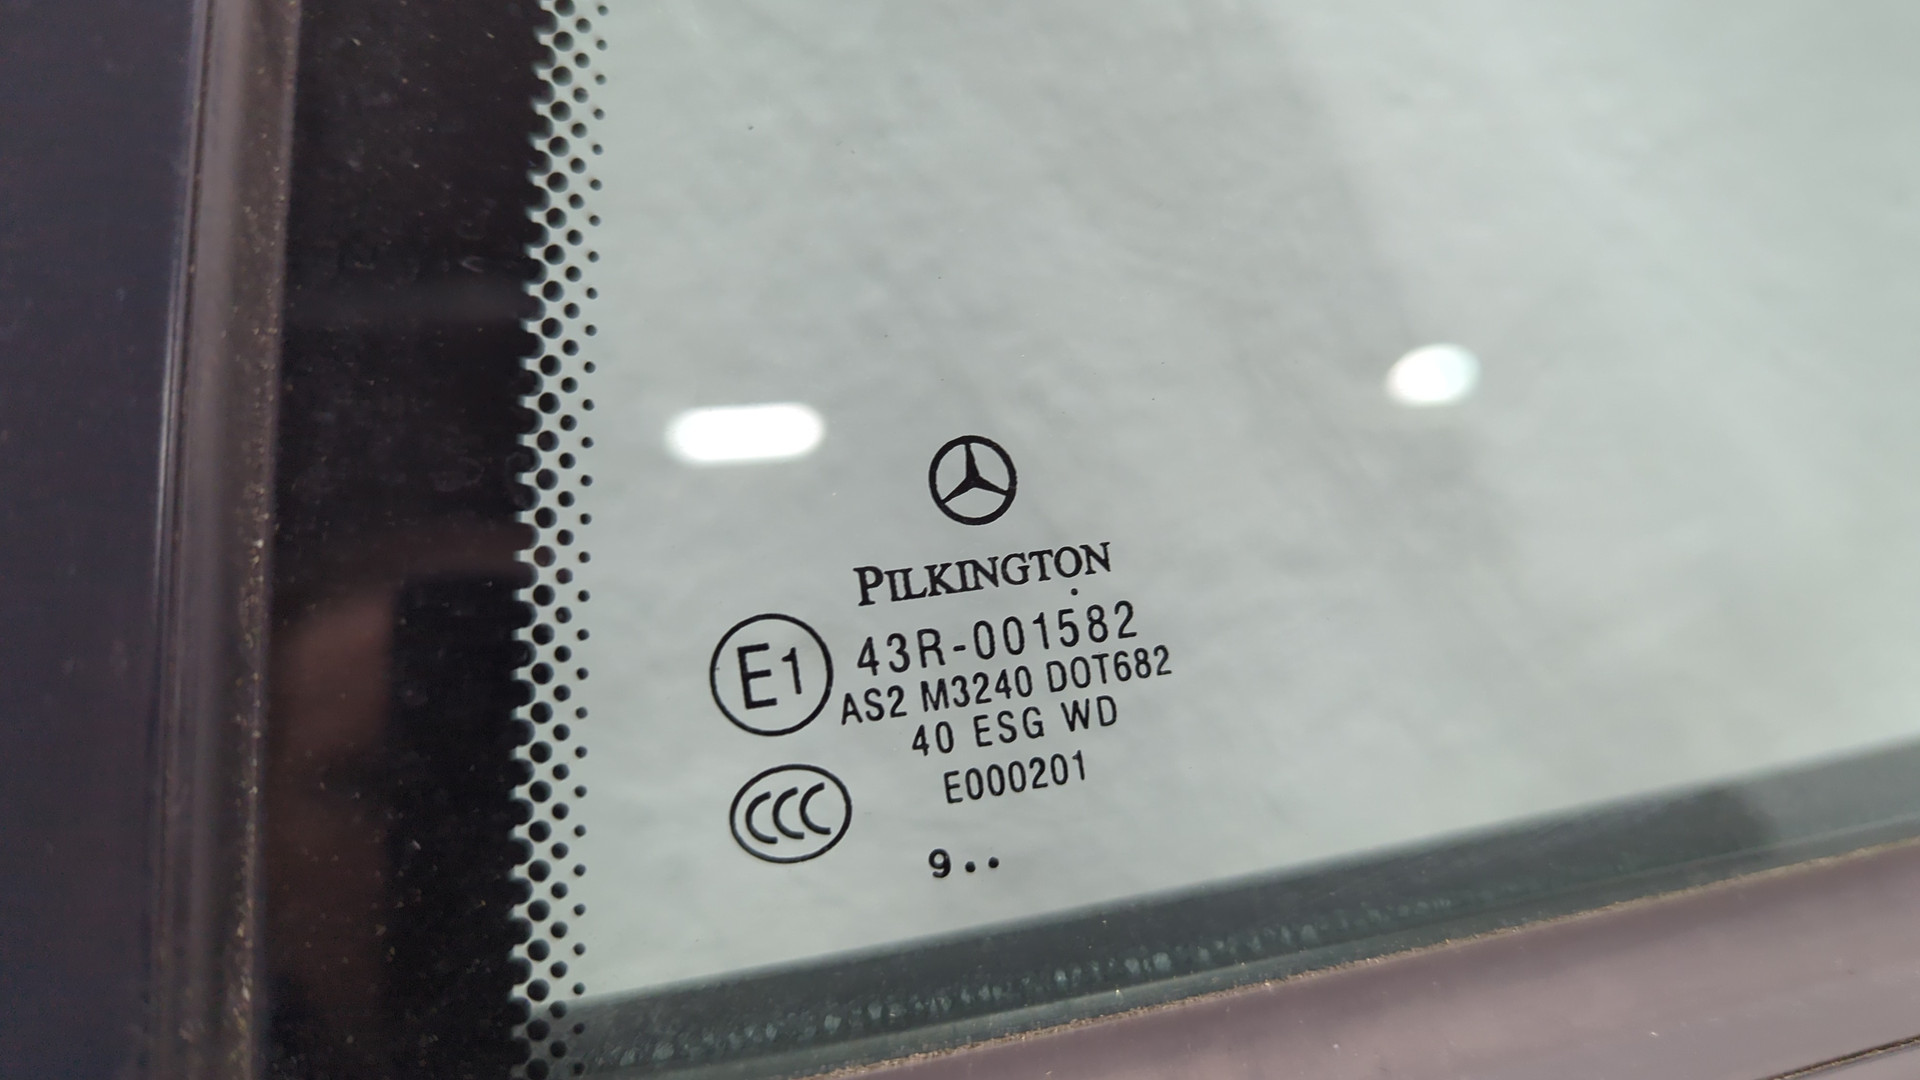 PILKINGTON
E1 43R-001582
AS2 M3240 DOT682
40 ESG WD
E000201
CCC
9..